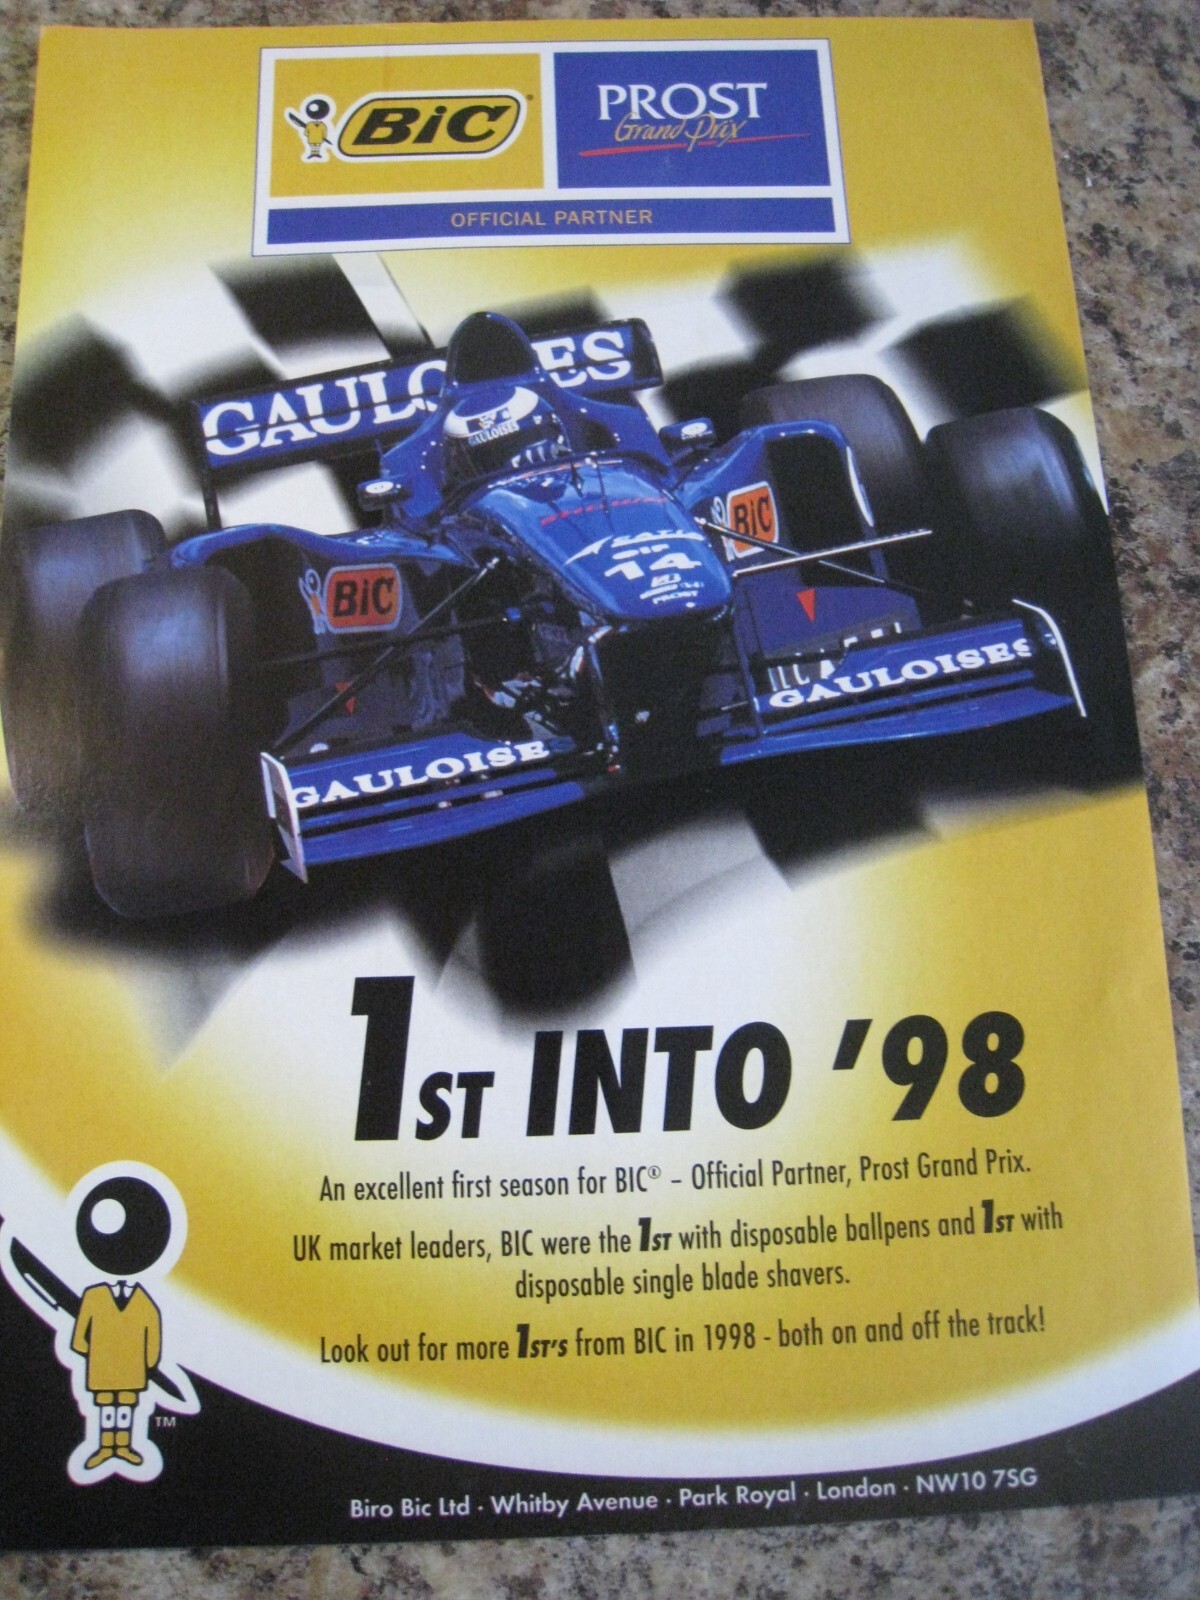 BiC
PROST
Grand Prix
OFFICIAL PARTNER
GAULOISES
GAULOISES
BiC
BiC
14
PROST
GAULOISES
GAULOISE
1ST INTO '98
An excellent first season for BIC® – Official Partner, Prost Grand Prix.
UK market leaders, BIC were the 1ST with disposable ballpens and 1ST with
disposable single blade shavers.
Look out for more 1ST'S from BIC in 1998 - both on and off the track!
TM
Biro Bic Ltd · Whitby Avenue · Park Royal · London · NW10 7SG